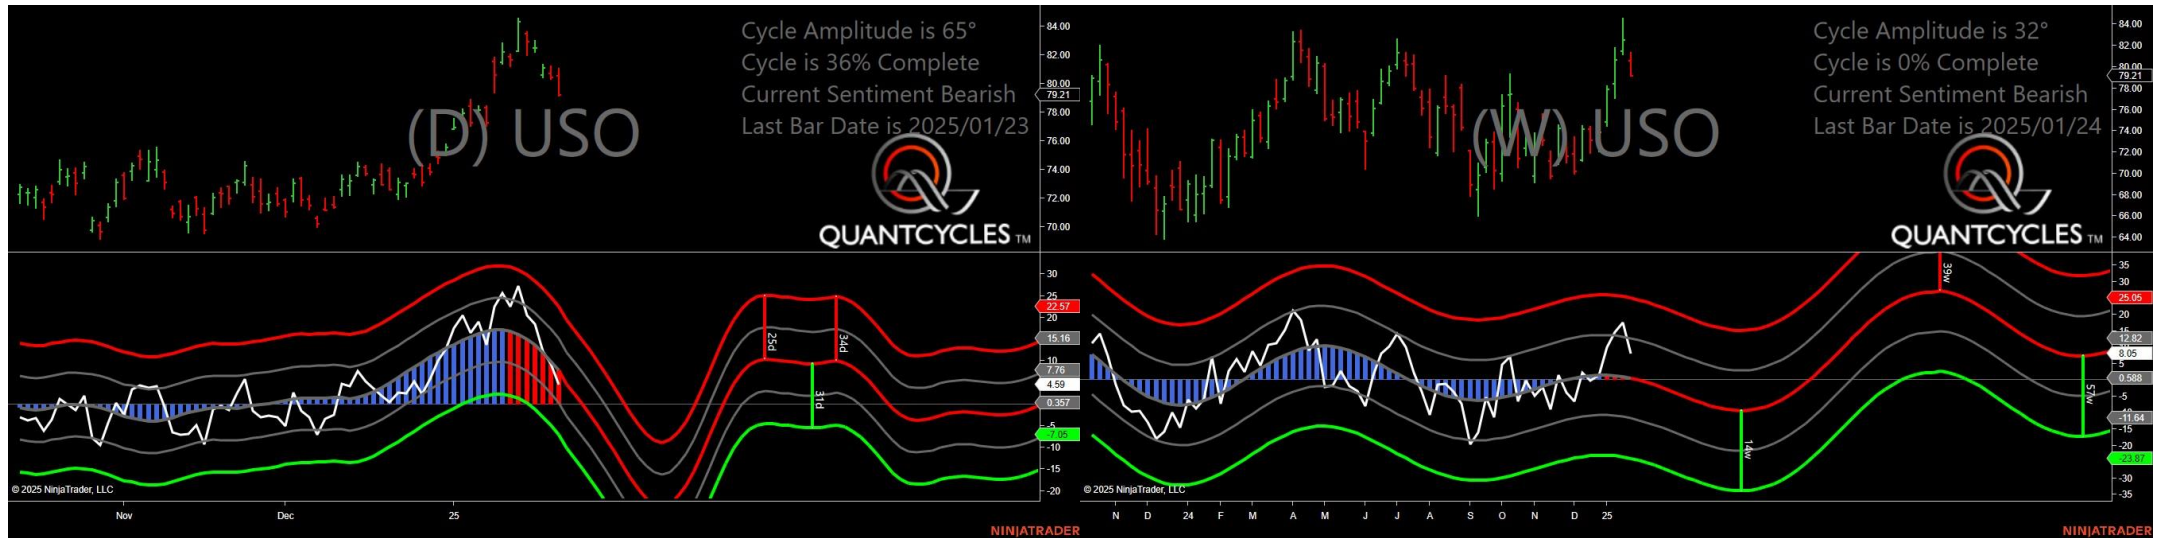 Cycle Amplitude is 65°
Cycle is 36% Complete
Current Sentiment Bearish
Last Bar Date is 2025/01/23
(D) USO
QUANTCYCLES TM
84.00
82.00
80.00
79.21
78.00
76.00
74.00
72.00
70.00
30
25
22.57
20
15.16
10
7.76
4.59
0.357
-5
-7.05
-10
-15
-20
25d
34d
31d
© 2025 NinjaTrader, LLC
Nov
Dec
25
NINJATRADER
Cycle Amplitude is 32°
Cycle is 0% Complete
Current Sentiment Bearish
Last Bar Date is 2025/01/24
(W) USO
QUANTCYCLES TM
84.00
82.00
80.00
79.21
78.00
76.00
74.00
72.00
70.00
68.00
66.00
64.00
35
30
25.05
20
15
12.82
8.05
5
0.588
-5
-11.64
-15
-20
-23.87
-30
-35
39w
14w
57w
© 2025 NinjaTrader, LLC
N D 24 F M A M J J A S O N D 25
NINJATRADER